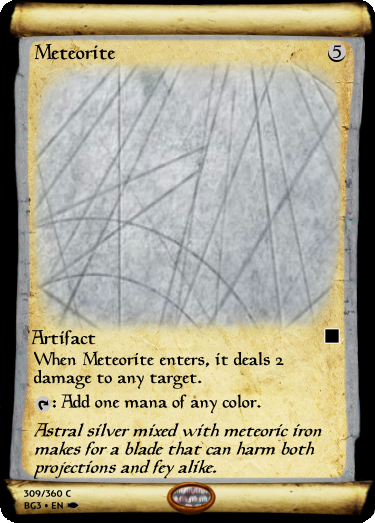 Meteorite 5
Artifact
When Meteorite enters, it deals 2
damage to any target.
: Add one mana of any color.
Astral silver mixed with meteoric iron
makes for a blade that can harm both
projections and fey alike.
309/360 C
BG3 • EN